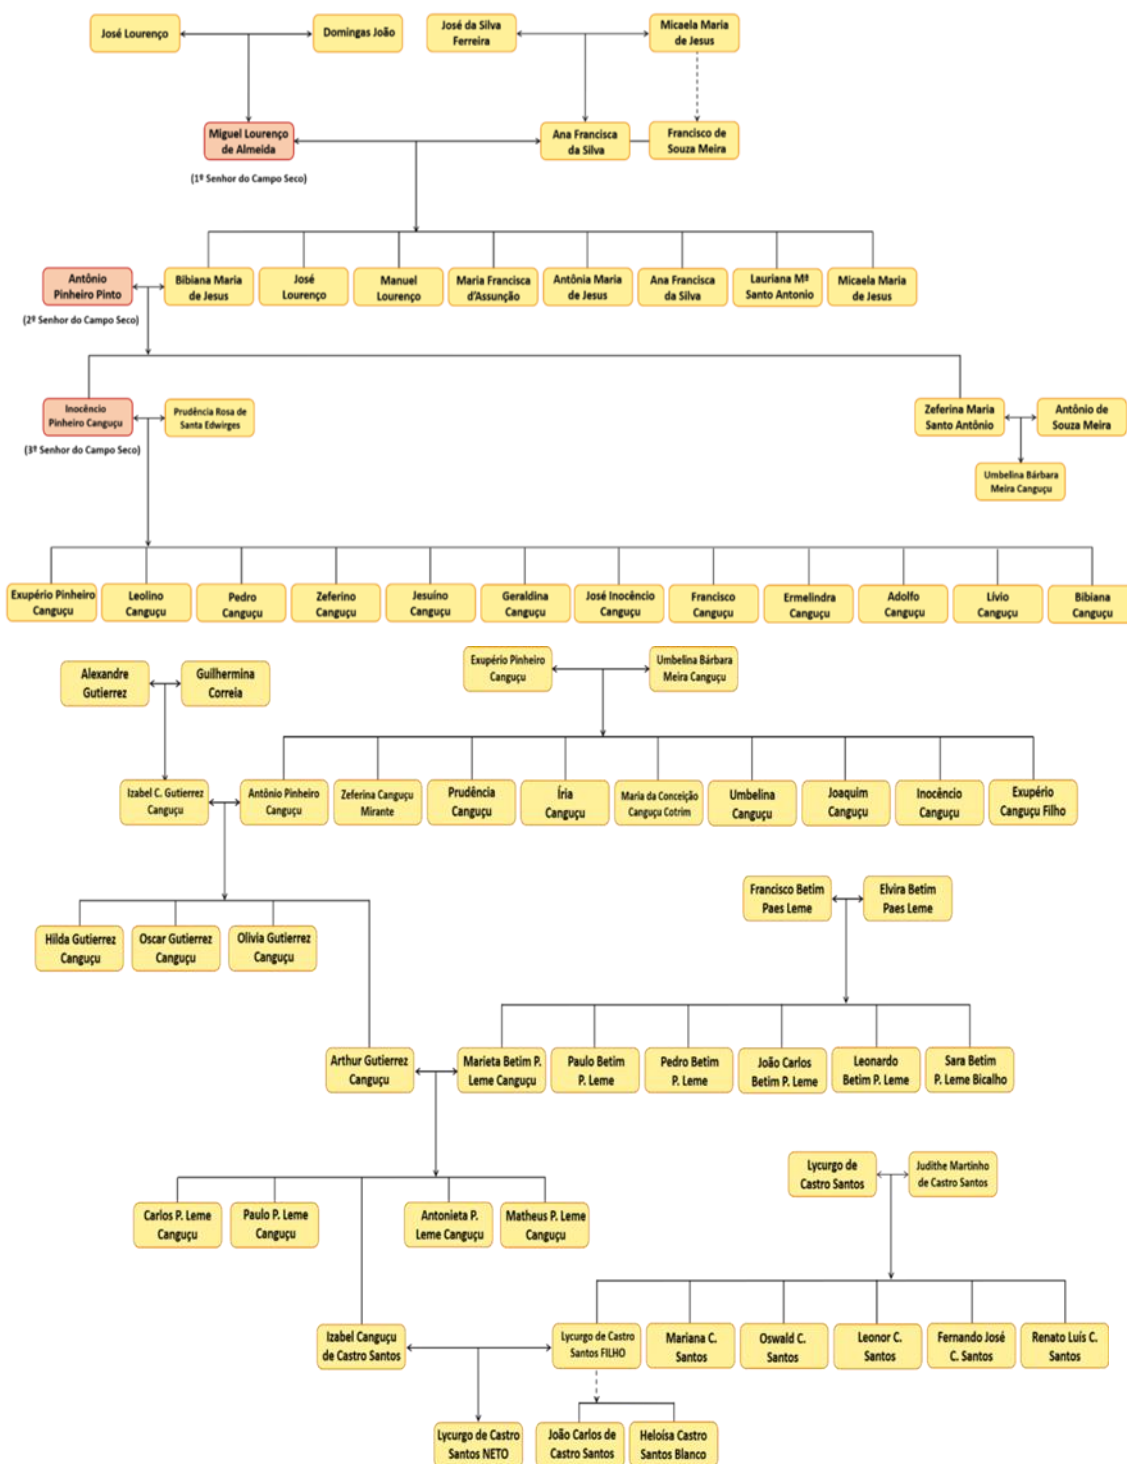 José Lourenço
Domingas João
José da Silva
Ferreira
Micaela Maria
de Jesus
Miguel Lourenço
de Almeida
Ana Francisca
da Silva
Francisco de
Souza Meira
(1º Senhor do Campo Seco)
Antônio
Pinheiro Pinto
Bibiana Maria
de Jesus
José
Lourenço
Manuel
Lourenço
Maria Francisca
d'Assunção
Antônia Maria
de Jesus
Ana Francisca
da Silva
Lauriana Mª
Santo Antonio
Micaela Maria
de Jesus
(2º Senhor do Campo Seco)
Inocêncio
Pinheiro Canguçu
Prudência Rosa de
Santa Edwirges
Zeferina Maria
Santo Antônio
Antônio de
Souza Meira
(3º Senhor do Campo Seco)
Umbelina Bárbara
Meira Canguçu
Exupério Pinheiro
Canguçu
Leolino
Canguçu
Pedro
Canguçu
Zeferino
Canguçu
Jesuíno
Canguçu
Geraldina
Canguçu
José Inocêncio
Canguçu
Francisco
Canguçu
Ermelindra
Canguçu
Adolfo
Canguçu
Lívio
Canguçu
Bibiana
Canguçu
Alexandre
Gutierrez
Guilhermina
Correia
Exupério Pinheiro
Canguçu
Umbelina Bárbara
Meira Canguçu
Izabel C. Gutierrez
Canguçu
Antônio Pinheiro
Canguçu
Zeferina Canguçu
Mirante
Prudência
Canguçu
Íria
Canguçu
Maria da Conceição
Canguçu Cotrim
Umbelina
Canguçu
Joaquim
Canguçu
Inocêncio
Canguçu
Exupério
Canguçu Filho
Francisco Betim
Paes Leme
Elvira Betim
Paes Leme
Hilda Gutierrez
Canguçu
Oscar Gutierrez
Canguçu
Olivia Gutierrez
Canguçu
Arthur Gutierrez
Canguçu
Marieta Betim P.
Leme Canguçu
Paulo Betim
P. Leme
Pedro Betim
P. Leme
João Carlos
Betim P. Leme
Leonardo
Betim P. Leme
Sara Betim
P. Leme Bicalho
Lycurgo de
Castro Santos
Judithe Martinho
de Castro Santos
Carlos P. Leme
Canguçu
Paulo P. Leme
Canguçu
Antonieta P.
Leme Canguçu
Matheus P. Leme
Canguçu
Izabel Canguçu
de Castro Santos
Lycurgo de Castro
Santos FILHO
Mariana C.
Santos
Oswald C.
Santos
Leonor C.
Santos
Fernando José
C. Santos
Renato Luís C.
Santos
Lycurgo de Castro
Santos NETO
João Carlos de
Castro Santos
Heloísa Castro
Santos Blanco